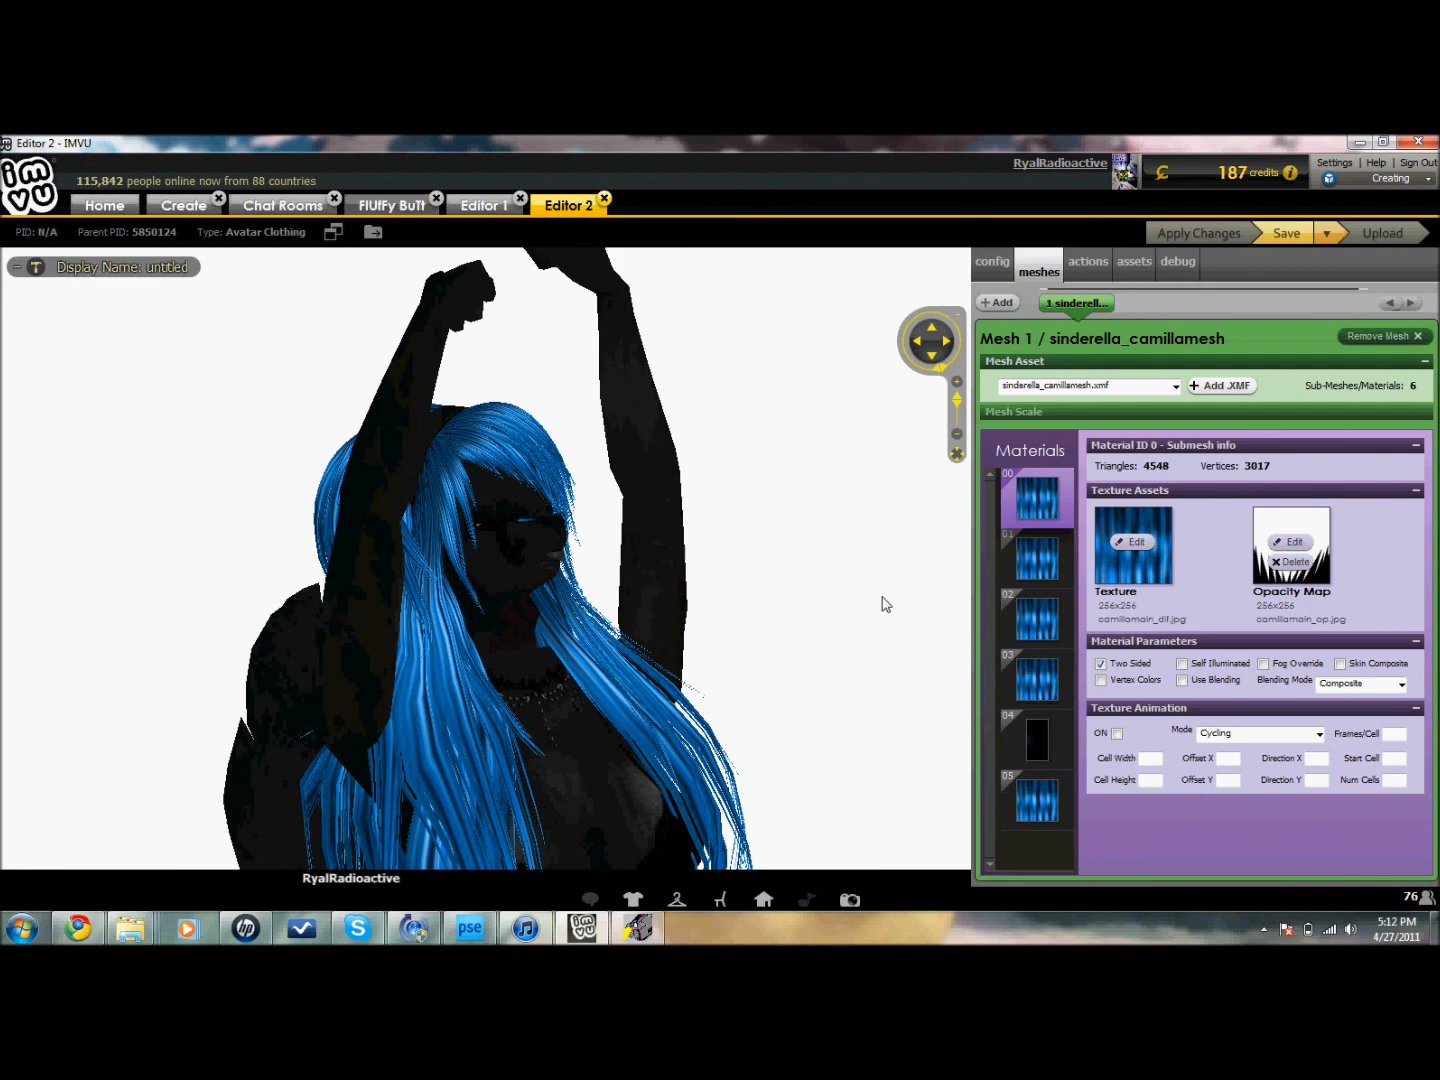 Editor 2 - IMVU
imvu
115,842 people online now from 88 countries
RyalRadioactive
187 credits
Settings | Help | Sign Out
Creating
Home
Create
Chat Rooms
FlUfFy BuTt
Editor 1
Editor 2
PID: N/A
Parent PID: 5850124
Type: Avatar Clothing
Apply Changes
Save
Upload
Display Name: untitled
config
meshes
actions
assets
debug
+ Add
1 sinderell...
Mesh 1 / sinderella_camillamesh
Remove Mesh X
Mesh Asset
sinderella_camillamesh.xmf
+ Add .XMF
Sub-Meshes/Materials: 6
Mesh Scale
Materials
00
01
02
03
04
05
Material ID 0 - Submesh info
Triangles: 4548
Vertices: 3017
Texture Assets
Edit
Edit
X Delete
Texture
256x256
camillamain_dif.jpg
Opacity Map
256x256
camillamain_op.jpg
Material Parameters
Two Sided
Self Illuminated
Fog Override
Skin Composite
Vertex Colors
Use Blending
Blending Mode
Composite
Texture Animation
ON
Mode
Cycling
Frames/Cell
Cell Width
Offset X
Direction X
Start Cell
Cell Height
Offset Y
Direction Y
Num Cells
RyalRadioactive
76
hp
pse
imvu
5:12 PM
4/27/2011